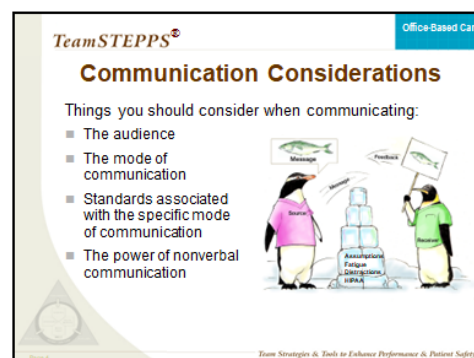 TeamSTEPPS
Office-Based Car
Communication Considerations
Things you should consider when communicating:
The audience
The mode of
communication
Standards associated
with the specific mode
of communication
The power of nonverbal
communication
Message
Feedback
Message
Source
Receiver
Assumptions
Fatigue
Distractions
HIPAA
Team Strategies & Tools to Enhance Performance & Patient Safety